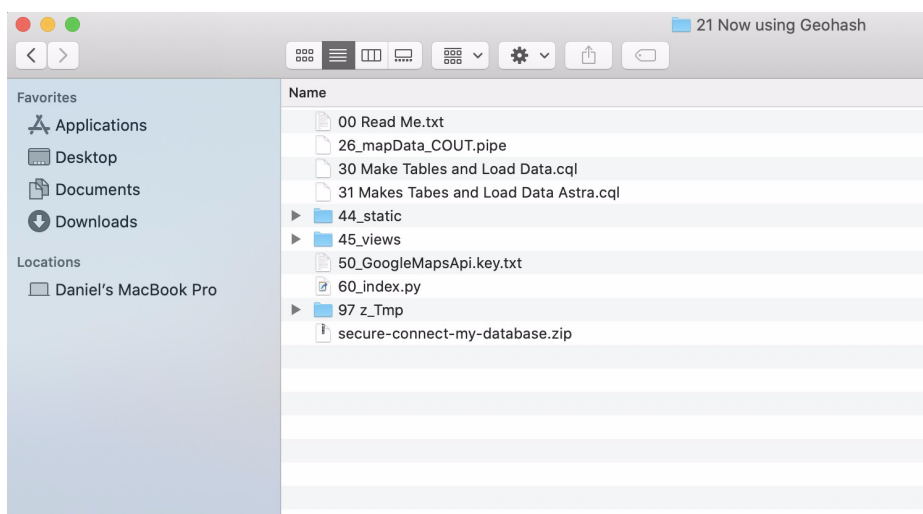 21 Now using Geohash
Favorites
Applications
Desktop
Documents
Downloads
Locations
Daniel’s MacBook Pro
Name
00 Read Me.txt
26_mapData_COUT.pipe
30 Make Tables and Load Data.cql
31 Makes Tabes and Load Data Astra.cql
44_static
45_views
50_GoogleMapsApi.key.txt
60_index.py
97 z_Tmp
secure-connect-my-database.zip